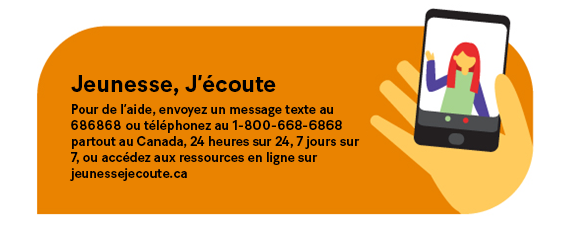 Jeunesse, J'écoute
Pour de l'aide, envoyez un message texte au
686868 ou téléphonez au 1-800-668-6868
partout au Canada, 24 heures sur 24, 7 jours sur
7, ou accédez aux ressources en ligne sur
jeunessejecoute.ca